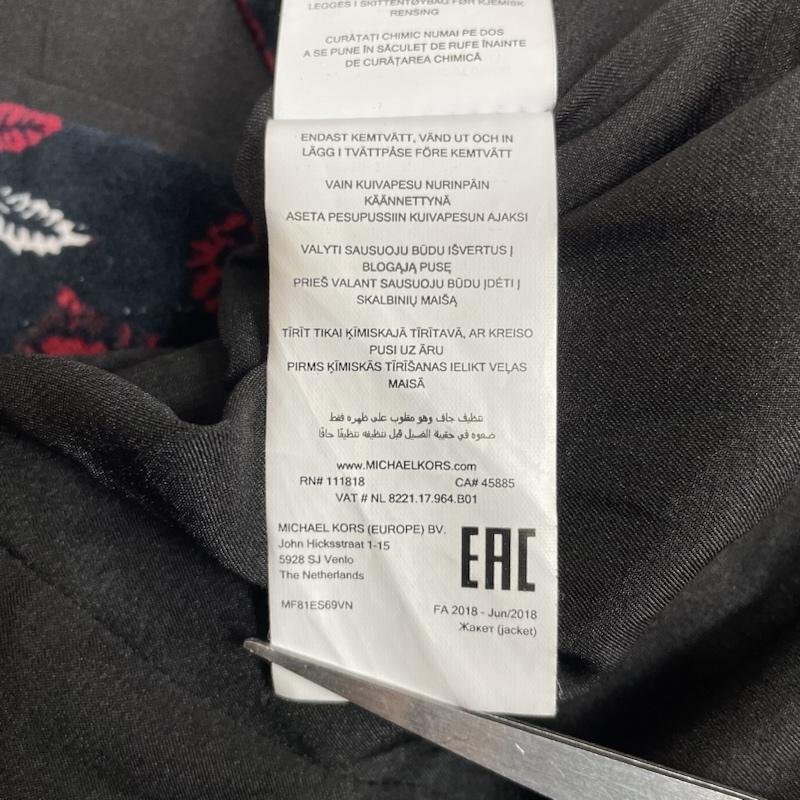 LEGGES I SKITTENTØYBAG FØR KJEMISK
RENSING
CURĂȚAȚI CHIMIC NUMAI PE DOS
A SE PUNE ÎN SĂCULEȚ DE RUFE ÎNAINTE
DE CURĂȚAREA CHIMICĂ
ENDAST KEMTVÄTT, VÄND UT OCH IN
LÄGG I TVÄTTPÅSE FÖRE KEMTVÄTT
VAIN KUIVAPESU NURINPÄIN
KÄÄNNETTYNÄ
ASETA PESUPUSSIIN KUIVAPESUN AJAKSI
VALYTI SAUSUOJU BŪDU IŠVERTUS Į
BLOGĄJĄ PUSĘ
PRIEŠ VALANT SAUSUOJU BŪDU ĮDĖTI Į
SKALBINIŲ MAIŠĄ
TĪRĪT TIKAI ĶĪMISKAJĀ TĪRĪTAVĀ, AR KREISO
PUSI UZ ĀRU
PIRMS ĶĪMISKĀS TĪRĪŠANAS IELIKT VEĻAS
MAISĀ
تنظيف جاف وهو مقلوب على ظهره فقط
ضعوه في حقيبة الغسيل قبل تنظيفه تنظيفًا جافًا
www.MICHAELKORS.com
RN# 111818 CA# 45885
VAT # NL 8221.17.964.B01
MICHAEL KORS (EUROPE) BV.
John Hicksstraat 1-15
5928 SJ Venlo
The Netherlands
EAC
MF81ES69VN
FA 2018 - Jun/2018
Жакет (jacket)